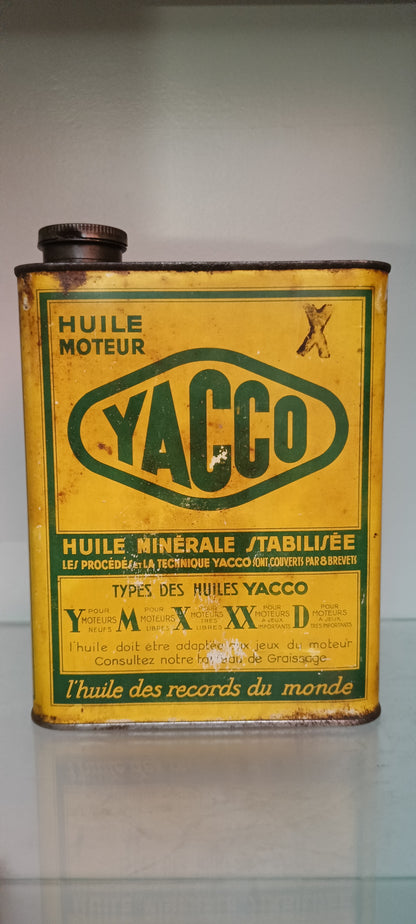 HUILE
MOTEUR
X
YACCO
HUILE MINÉRALE STABILISÉE
LES PROCÉDÉS ET LA TECHNIQUE YACCO SONT COUVERTS PAR 8 BREVETS
TYPES DES HUILES YACCO
Y POUR MOTEURS NEUFS M POUR MOTEURS LIBRES X POUR MOTEURS TRES LIBRES XX POUR MOTEURS A JEUX IMPORTANTS D POUR MOTEURS A JEUX TRES IMPORTANTS
l'huile doit être adaptée aux jeux du moteur
Consultez notre tableau de Graissage
l'huile des records du monde